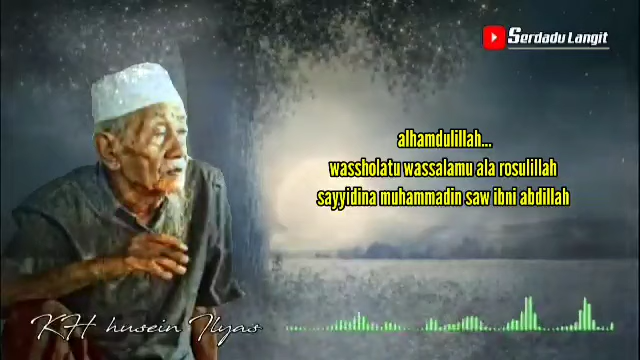 Serdadu Langit
alhamdulillah...
wassholatu wassalamu ala rosulillah
sayyidina muhammadin saw ibni abdillah
KH husein Ilyas